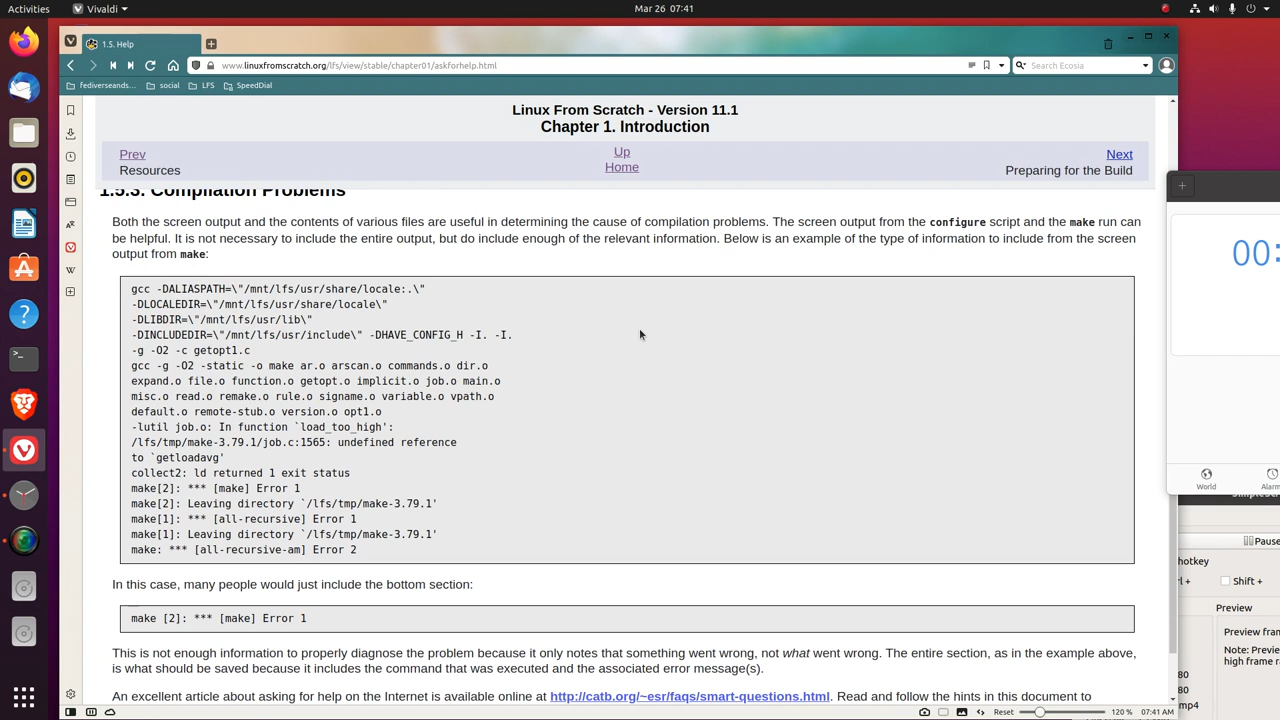 Activities
Vivaldi
Mar 26 07:41
1.5. Help
www.linuxfromscratch.org/lfs/view/stable/chapter01/askforhelp.html
Search Ecosia
fediverseands...
social
LFS
SpeedDial
Linux From Scratch - Version 11.1
Chapter 1. Introduction
Prev
Up
Next
Resources
Home
Preparing for the Build
1.5.3. Compilation Problems
Both the screen output and the contents of various files are useful in determining the cause of compilation problems. The screen output from the configure script and the make run can
be helpful. It is not necessary to include the entire output, but do include enough of the relevant information. Below is an example of the type of information to include from the screen
output from make:
gcc -DALIASPATH=\"/mnt/lfs/usr/share/locale:.\"
-DLOCALEDIR=\"/mnt/lfs/usr/share/locale\"
-DLIBDIR=\"/mnt/lfs/usr/lib\"
-DINCLUDEDIR=\"/mnt/lfs/usr/include\" -DHAVE_CONFIG_H -I. -I.
-g -O2 -c getopt1.c
gcc -g -O2 -static -o make ar.o arscan.o commands.o dir.o
expand.o file.o function.o getopt.o implicit.o job.o main.o
misc.o read.o remake.o rule.o signame.o variable.o vpath.o
default.o remote-stub.o version.o opt1.o
-lutil job.o: In function `load_too_high':
/lfs/tmp/make-3.79.1/job.c:1565: undefined reference
to `getloadavg'
collect2: ld returned 1 exit status
make[2]: *** [make] Error 1
make[2]: Leaving directory `/lfs/tmp/make-3.79.1'
make[1]: *** [all-recursive] Error 1
make[1]: Leaving directory `/lfs/tmp/make-3.79.1'
make: *** [all-recursive-am] Error 2
In this case, many people would just include the bottom section:
make [2]: *** [make] Error 1
This is not enough information to properly diagnose the problem because it only notes that something went wrong, not what went wrong. The entire section, as in the example above,
is what should be saved because it includes the command that was executed and the associated error message(s).
An excellent article about asking for help on the Internet is available online at http://catb.org/~esr/faqs/smart-questions.html. Read and follow the hints in this document to
Reset
120 %
07:41 AM
00:
World
Alarm
Pause
hotkey
rl +
Shift +
Preview
Preview fram
Note: Previe
high frame r
80
80
mp4